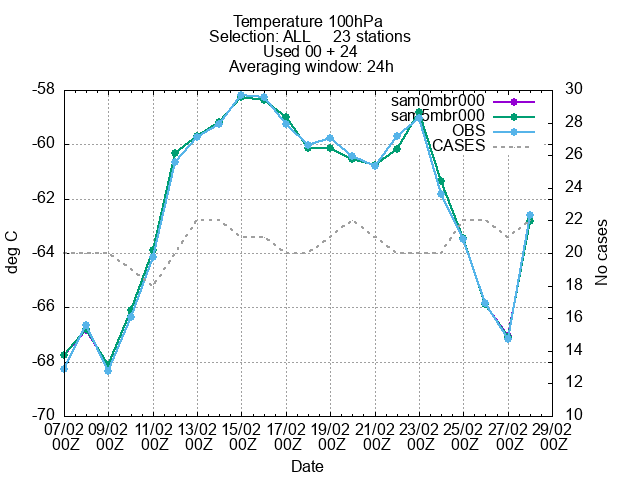 Temperature 100hPa
Selection: ALL 23 stations
Used 00 + 24
Averaging window: 24h
-58
-60
-62
-64
-66
-68
-70
deg C
30
28
26
24
22
20
18
16
14
12
10
No cases
sam0mbr000
sam5mbr000
OBS
CASES
07/02 09/02 11/02 13/02 15/02 17/02 19/02 21/02 23/02 25/02 27/02 29/02
00Z 00Z 00Z 00Z 00Z 00Z 00Z 00Z 00Z 00Z 00Z 00Z
Date